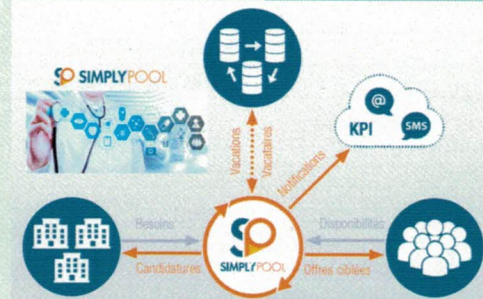 SIMPLYPOOL
Vacations
Vacataires
@
KPI
SMS
Notifications
Besoins
Candidatures
SIMPLYPOOL
Disponibilités
Offres ciblées